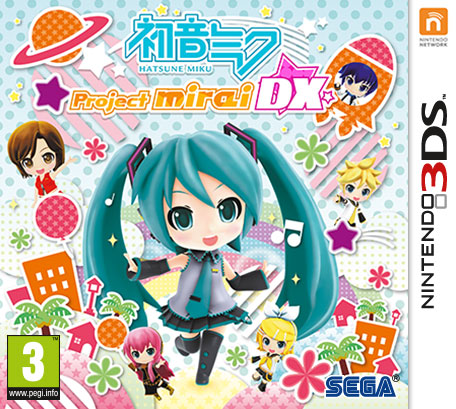 初音ミク
HATSUNE MIKU
Project mirai DX
NINTENDO
NETWORK
NINTENDO 3DS
3
www.pegi.info
SEGA